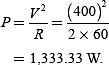 P = V²/R = (400)²/(2 × 60)
= 1,333.33 W.